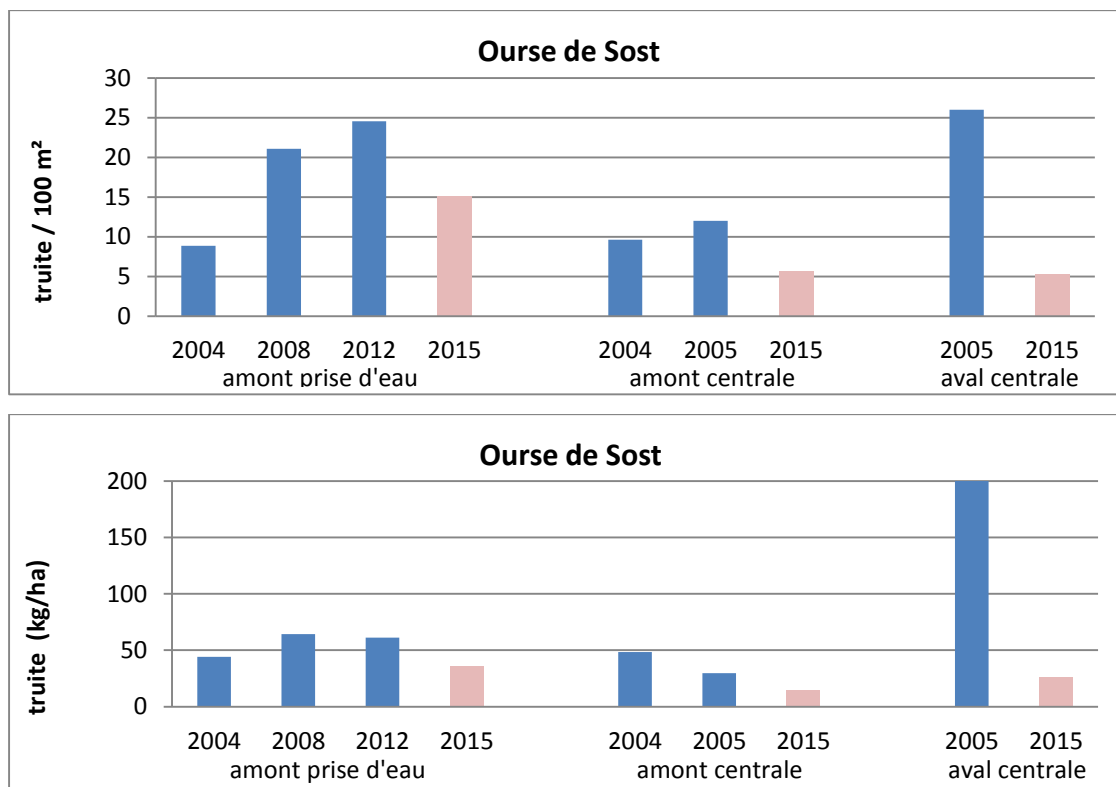 Ourse de Sost
truite / 100 m²
30
25
20
15
10
5
0
2004 2008 2012 2015 2004 2005 2015 2005 2015
amont prise d'eau amont centrale aval centrale
Ourse de Sost
truite (kg/ha)
200
150
100
50
0
2004 2008 2012 2015 2004 2005 2015 2005 2015
amont prise d'eau amont centrale aval centrale